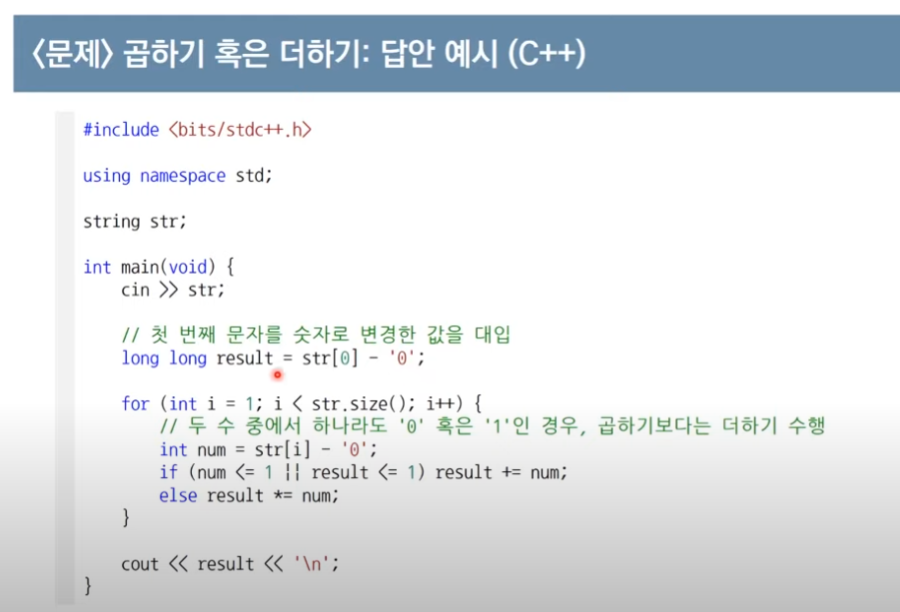 <문제> 곱하기 혹은 더하기: 답안 예시 (C++)
#include <bits/stdc++.h>
using namespace std;
string str;
int main(void) {
cin >> str;
// 첫 번째 문자를 숫자로 변경한 값을 대입
long long result = str[0] - '0';
for (int i = 1; i < str.size(); i++) {
// 두 수 중에서 하나라도 '0' 혹은 '1'인 경우, 곱하기보다는 더하기 수행
int num = str[i] - '0';
if (num <= 1 || result <= 1) result += num;
else result *= num;
}
cout << result << '\n';
}